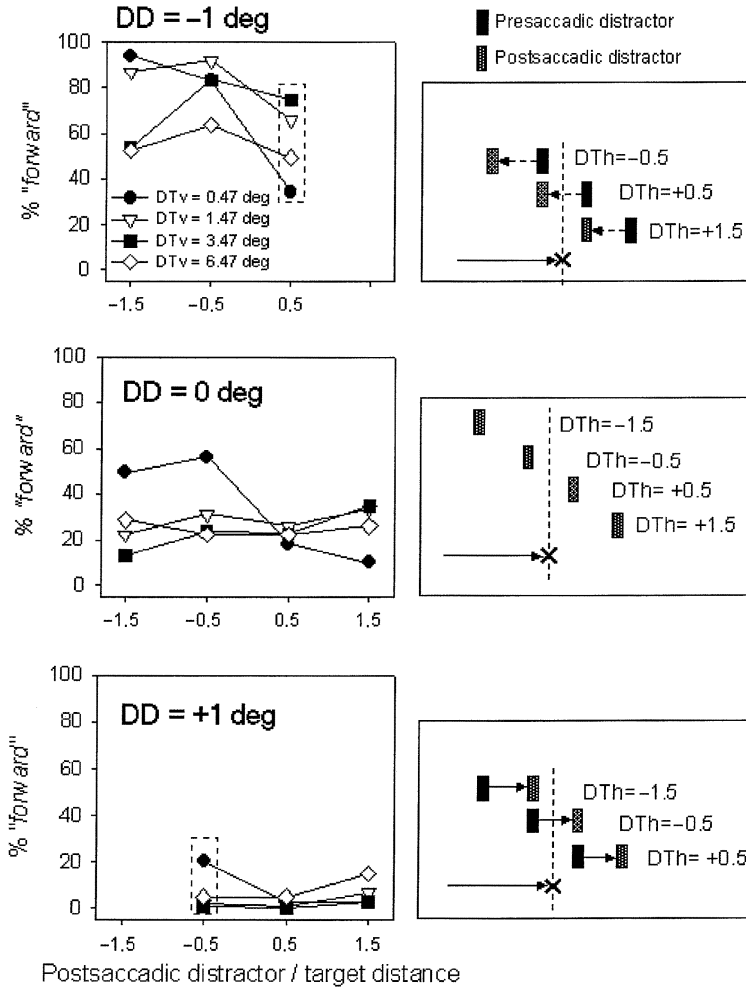 DD = −1 deg
Presaccadic distractor
Postsaccadic distractor
% "forward"'
100
80
60
40
20
0
DTv = 0.47 deg
DTv = 1.47 deg
DTv = 3.47 deg
DTv = 6.47 deg
−1.5
−0.5
0.5
DTh=−0.5
DTh=+0.5
DTh=+1.5
DD = 0 deg
% "forward"
100
80
60
40
20
0
−1.5
−0.5
0.5
1.5
DTh=−1.5
DTh=−0.5
DTh= +0.5
DTh= +1.5
DD = +1 deg
% "forward"'
100
80
60
40
20
0
−1.5
−0.5
0.5
1.5
DTh=−1.5
DTh=−0.5
DTh= +0.5
Postsaccadic distractor / target distance